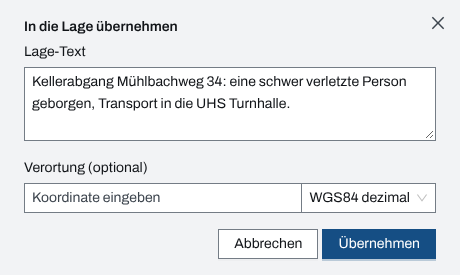 In die Lage übernehmen
Lage-Text
Kellerabgang Mühlbachweg 34: eine schwer verletzte Person
geborgen, Transport in die UHS Turnhalle.
Verortung (optional)
Koordinate eingeben
WGS84 dezimal
Abbrechen
Übernehmen